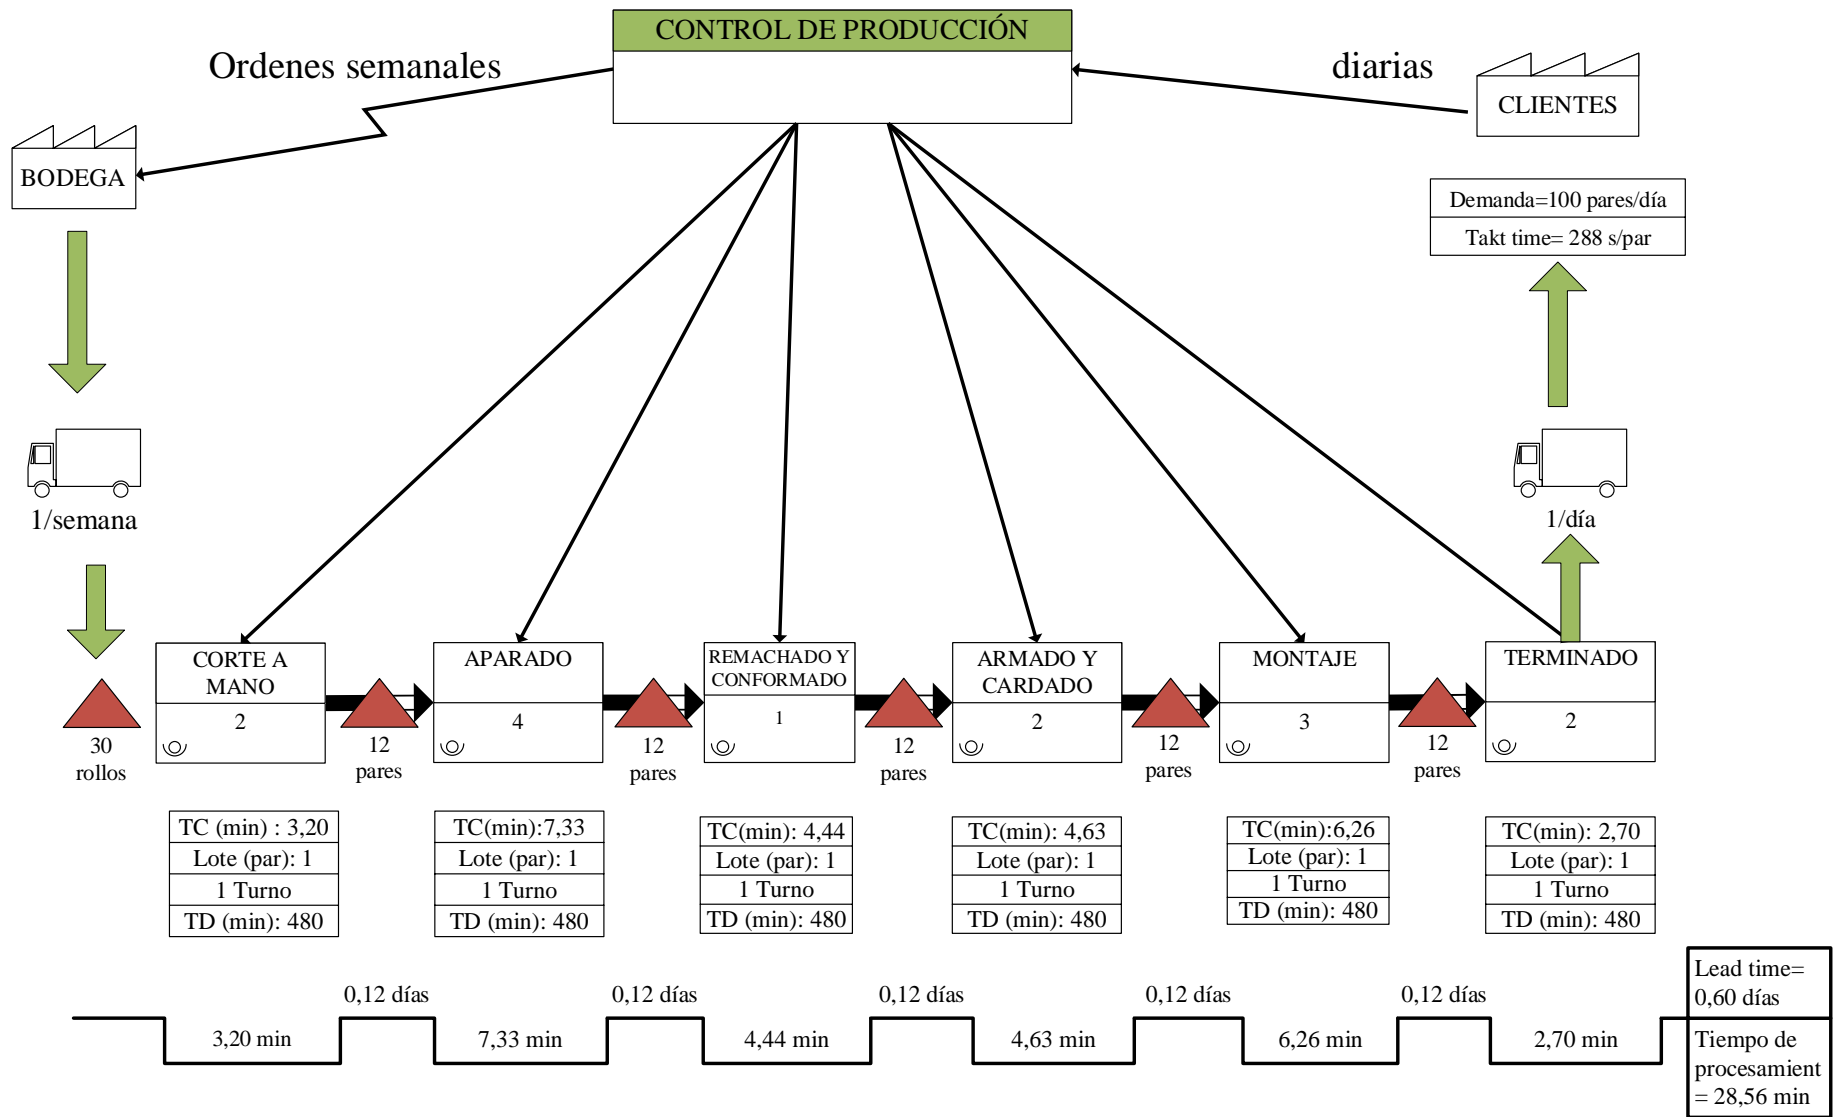 CONTROL DE PRODUCCIÓN
Ordenes semanales
diarias
CLIENTES
BODEGA
Demanda=100 pares/día
Takt time= 288 s/par
1/semana
1/día
CORTE A
MANO
2
APARADO
4
REMACHADO Y
CONFORMADO
1
ARMADO Y
CARDADO
2
MONTAJE
3
TERMINADO
2
30
rollos
12
pares
12
pares
12
pares
12
pares
12
pares
TC (min) : 3,20
Lote (par): 1
1 Turno
TD (min): 480
TC(min):7,33
Lote (par): 1
1 Turno
TD (min): 480
TC(min): 4,44
Lote (par): 1
1 Turno
TD (min): 480
TC(min): 4,63
Lote (par): 1
1 Turno
TD (min): 480
TC(min):6,26
Lote (par): 1
1 Turno
TD (min): 480
TC(min): 2,70
Lote (par): 1
1 Turno
TD (min): 480
0,12 días
0,12 días
0,12 días
0,12 días
0,12 días
3,20 min
7,33 min
4,44 min
4,63 min
6,26 min
2,70 min
Lead time=
0,60 días
Tiempo de
procesamient
= 28,56 min